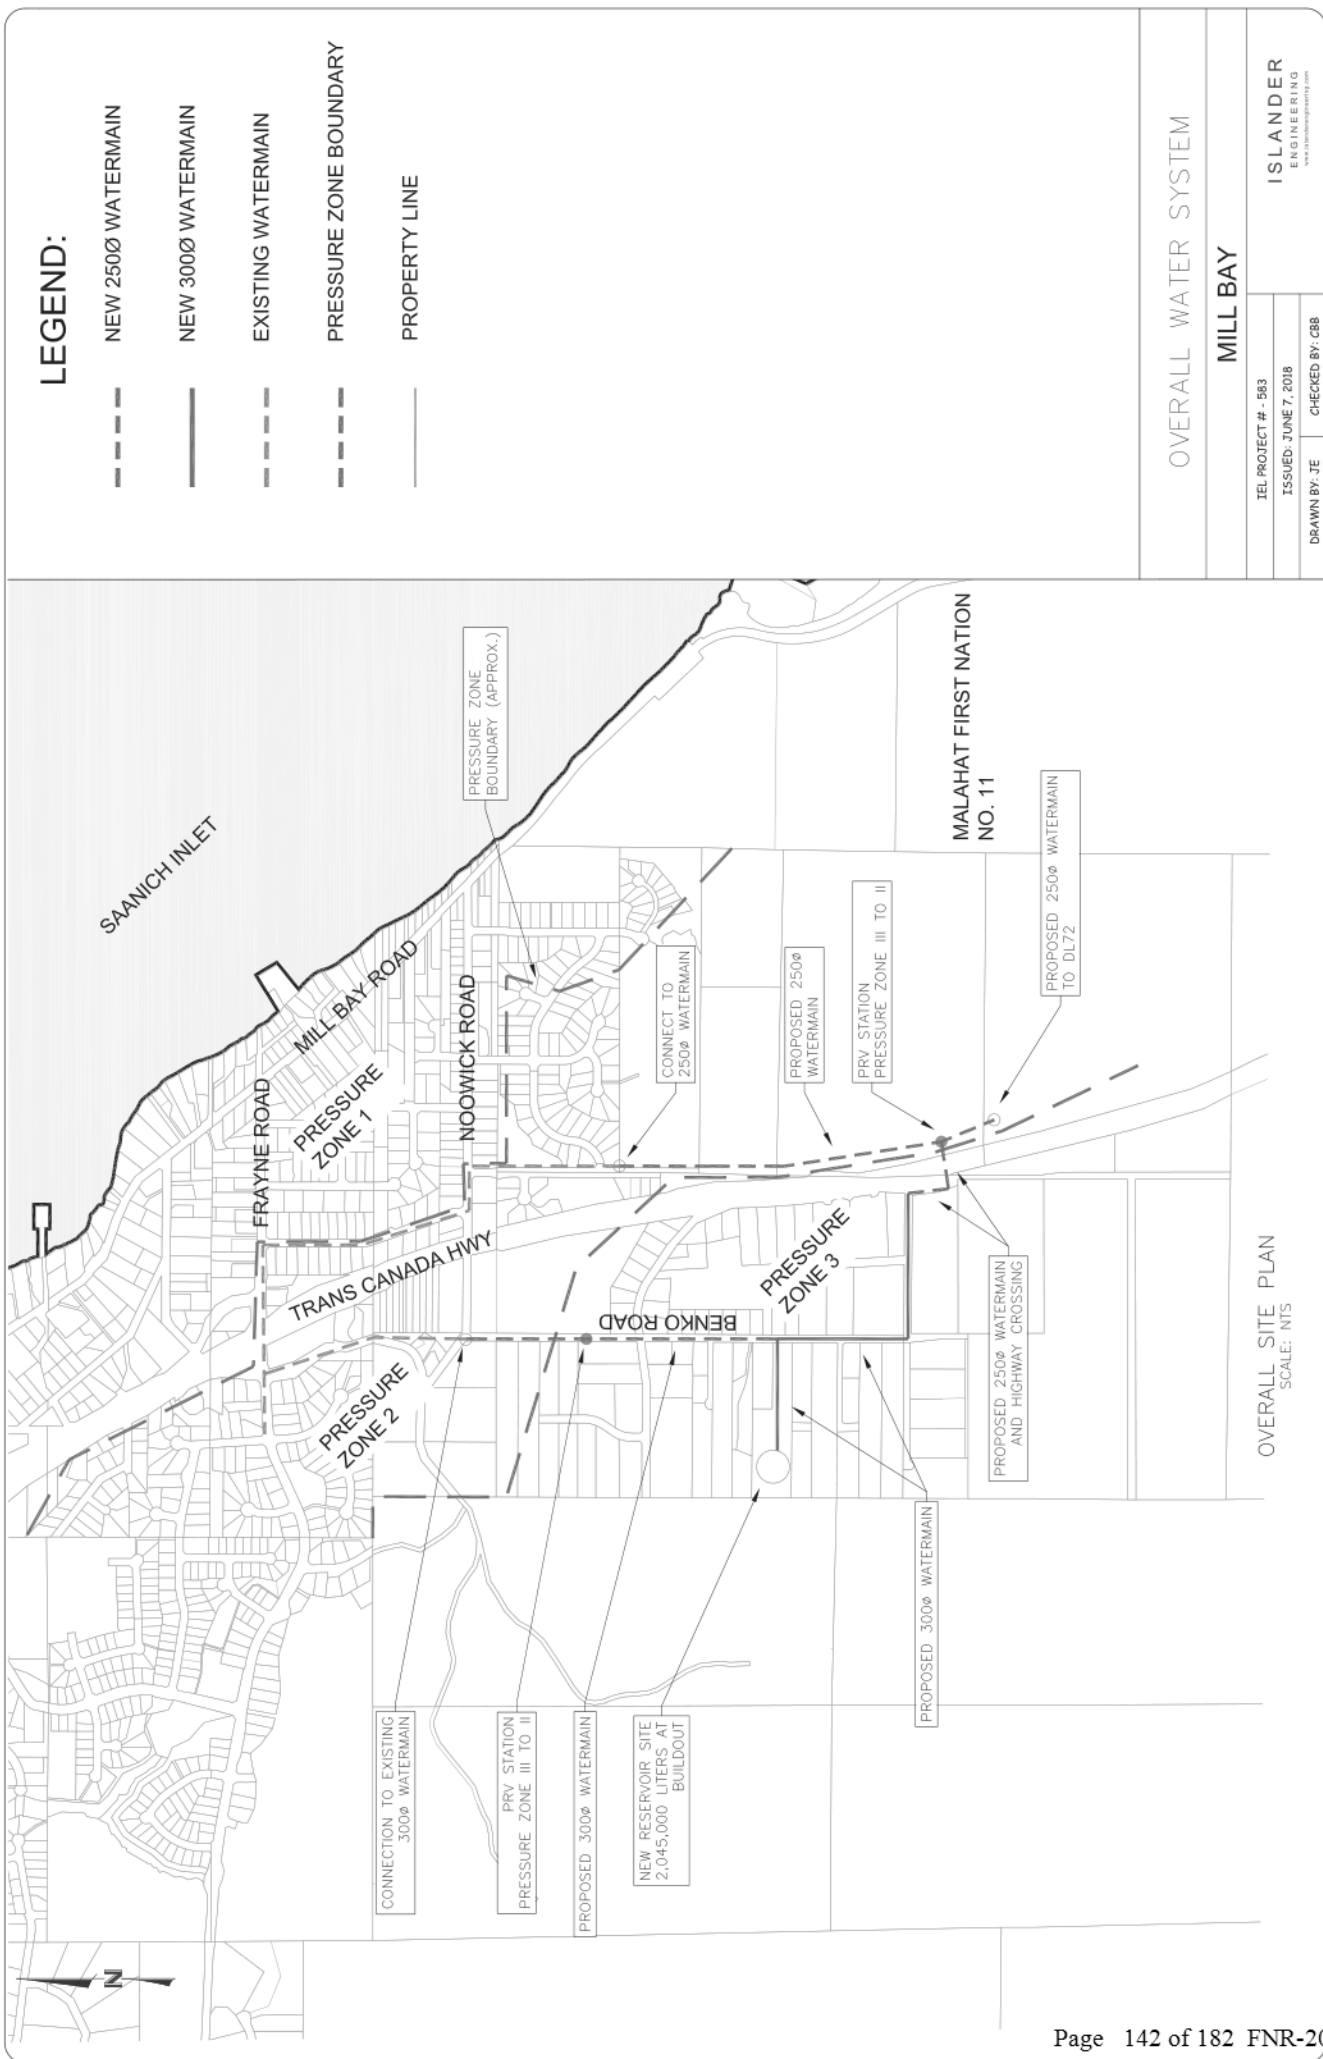 LEGEND:
NEW 250Ø WATERMAIN
NEW 300Ø WATERMAIN
EXISTING WATERMAIN
PRESSURE ZONE BOUNDARY
PROPERTY LINE
SAANICH INLET
MILL BAY ROAD
FRAYNE ROAD
PRESSURE
ZONE 1
NOOWICK ROAD
TRANS CANADA HWY
PRESSURE
ZONE 2
BENKO ROAD
PRESSURE
ZONE 3
MALAHAT FIRST NATION
NO. 11
PRESSURE ZONE
BOUNDARY (APPROX.)
CONNECT TO
250ø WATERMAIN
PROPOSED 250ø
WATERMAIN
PRV STATION
PRESSURE ZONE III TO II
PROPOSED 250ø WATERMAIN
TO DL72
PROPOSED 250ø WATERMAIN
AND HIGHWAY CROSSING
CONNECTION TO EXISTING
300ø WATERMAIN
PRV STATION
PRESSURE ZONE III TO II
PROPOSED 300ø WATERMAIN
NEW RESERVOIR SITE
2,045,000 LITERS AT
BUILDOUT
PROPOSED 300ø WATERMAIN
N
OVERALL SITE PLAN
SCALE: NTS
OVERALL WATER SYSTEM
MILL BAY
IEL PROJECT # - 583
ISSUED: JUNE 7, 2018
DRAWN BY: JE
CHECKED BY: CBB
ISLANDER
ENGINEERING
www.islanderengineering.com
Page 142 of 182 FNR-20